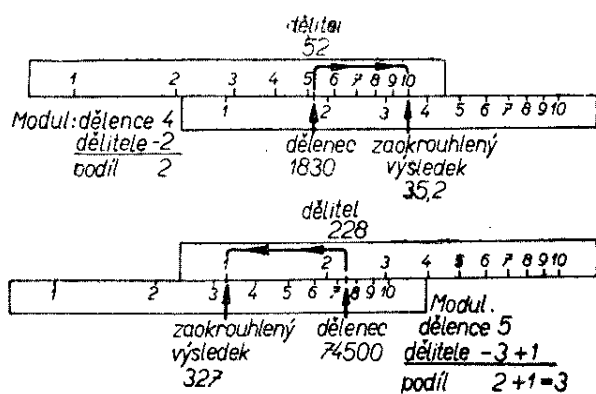 dělitel
52
1 2 3 4 5 6 7 8 9 10
1 2 3 4 5 6 7 8 9 10
Modul: dělence 4
dělitele -2
podíl 2
dělenec
1830
zaokrouhlený
výsledek
35,2
dělitel
228
1 2 3 4 5 6 7 8 9 10
1 2 3 4 5 6 7 8 9 10
zaokrouhlený
výsledek
327
dělenec
74500
Modul.
dělence 5
dělitele -3+1
podíl 2+1=3